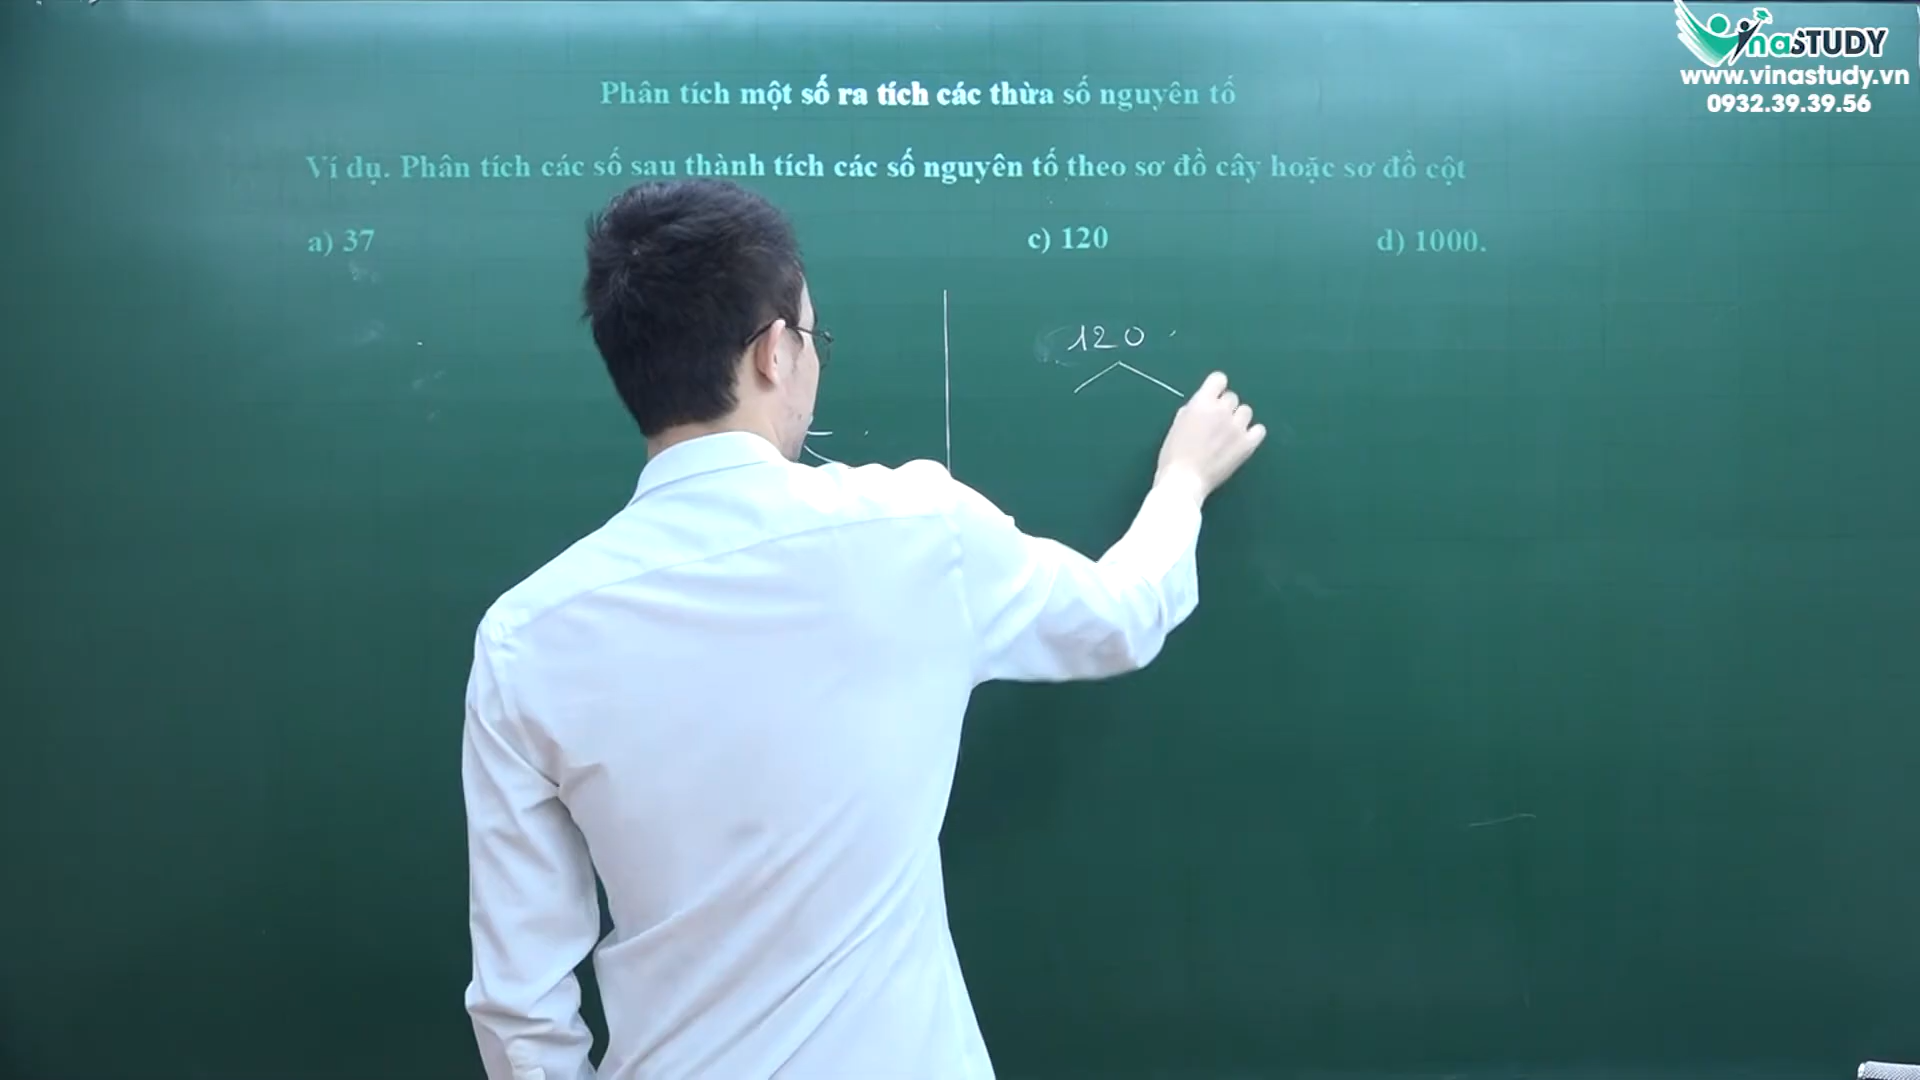 VinaSTUDY
www.vinastudy.vn
0932.39.39.56
Phân tích một số ra tích các thừa số nguyên tố
Ví dụ. Phân tích các số sau thành tích các số nguyên tố theo sơ đồ cây hoặc sơ đồ cột
a) 37 c) 120 d) 1000.
120